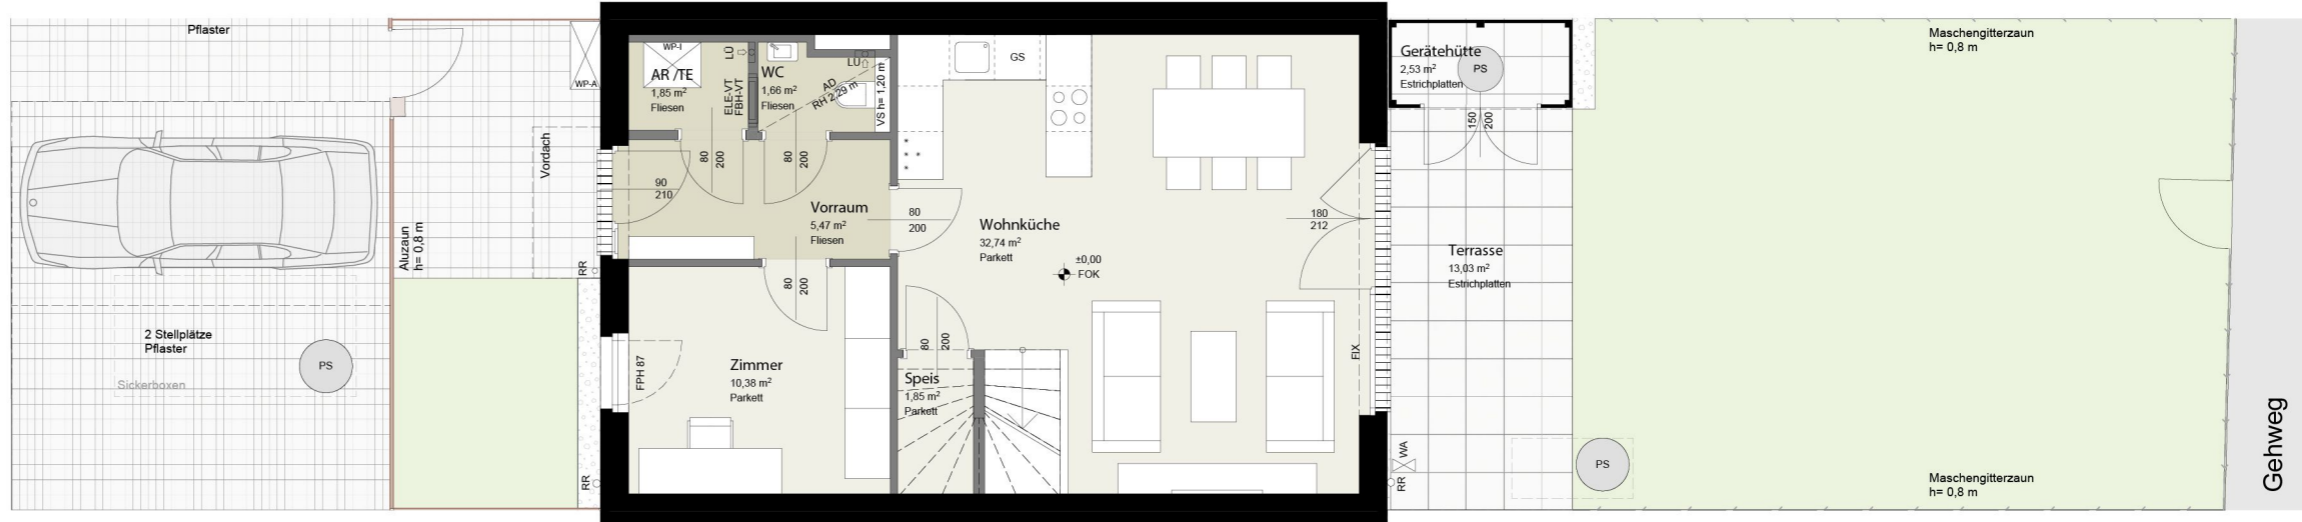 Pflaster
WP-A
Vordach
Aluzaun
h= 0,8 m
RR
2 Stellplätze
Pflaster
Sickerboxen
PS
RR
WP-I
AR /TE
1,85 m²
Fliesen
LÜ
ELE-VT
FBH-VT
WC
1,66 m²
Fliesen
LÜ
AD
RH 2,29 m
VS h= 1,20 m
80
200
80
200
90
210
Vorraum
5,47 m²
Fliesen
80
200
80
200
FPH 87
Zimmer
10,38 m²
Parkett
GS
Wohnküche
32,74 m²
Parkett
±0,00
FOK
80
200
Speis
1,85 m²
Parkett
180
212
FIX
Gerätehütte
2,53 m²
Estrichplatten
PS
150
200
Terrasse
13,03 m²
Estrichplatten
WA
RR
PS
Maschengitterzaun
h= 0,8 m
Maschengitterzaun
h= 0,8 m
Gehweg